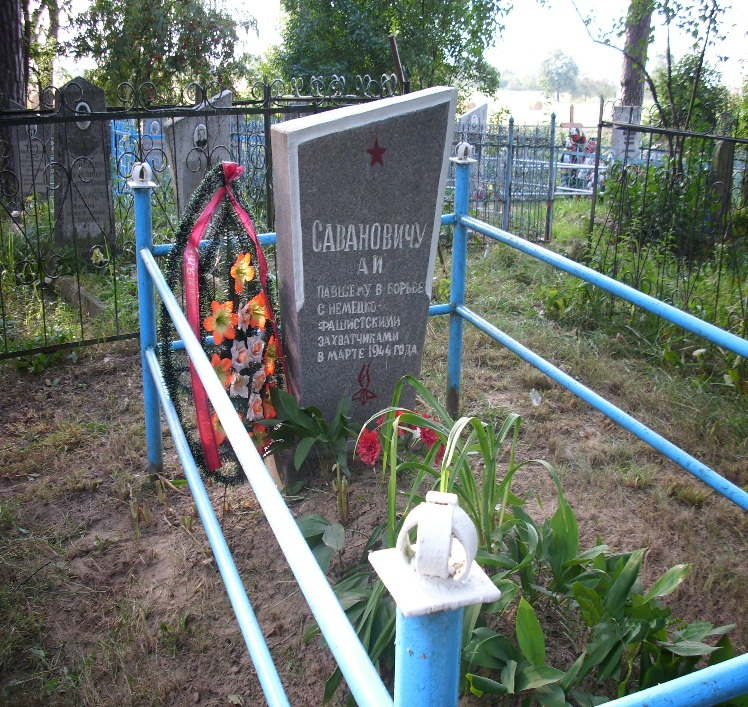 САВАНОВИЧУ
А И
ПАВШЕМУ В БОРЬБЕ
С НЕМЕЦКО-
ФАШИСТСКИМИ
ЗАХВАТЧИКАМИ
В МАРТЕ 1944 ГОДА